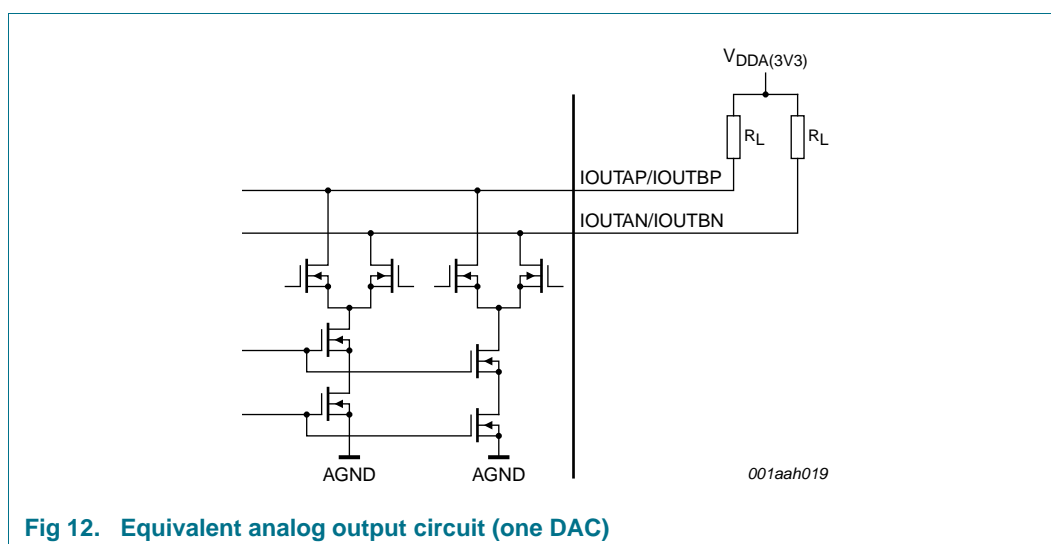 VDDA(3V3)
RL RL
IOUTAP/IOUTBP
IOUTAN/IOUTBN
AGND AGND
001aah019
Fig 12. Equivalent analog output circuit (one DAC)